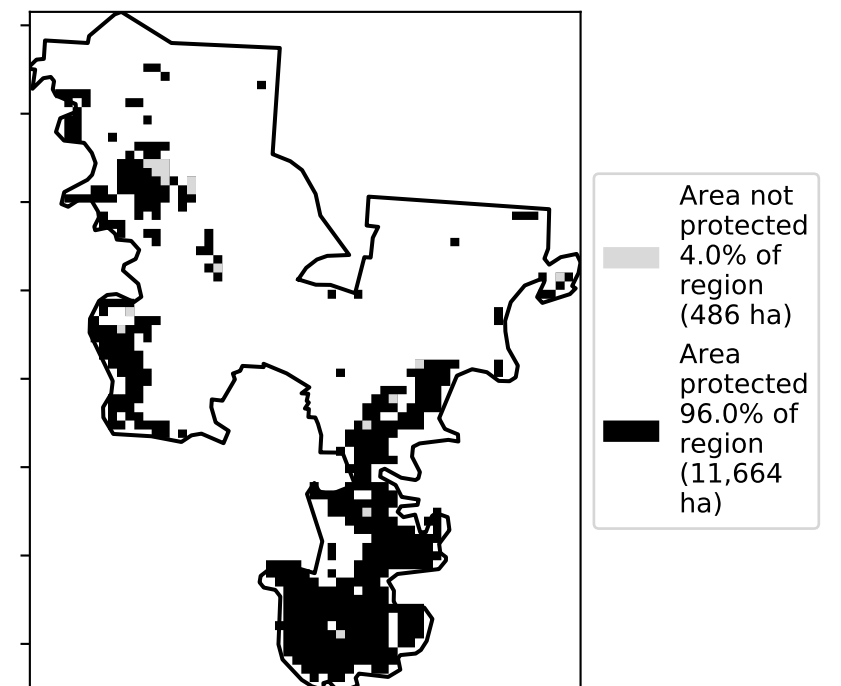 Area not
protected
4.0% of
region
(486 ha)
Area
protected
96.0% of
region
(11,664
ha)